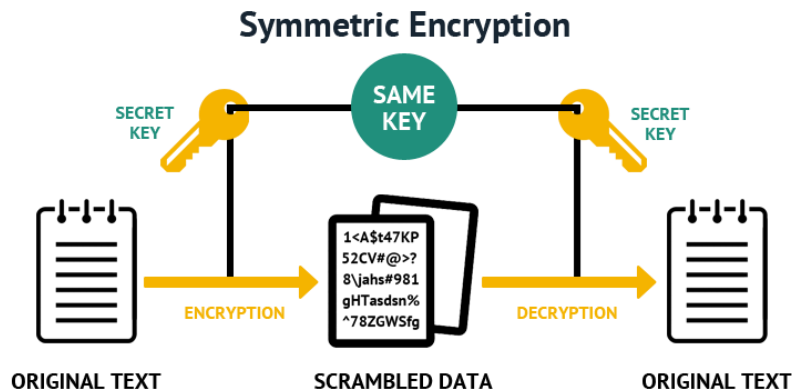 Symmetric Encryption
SECRET
KEY
SAME
KEY
SECRET
KEY
1<A$t47KP
52CV#@>?
8\jahs#981
gHTasdsn%
^78ZGWSfg
ENCRYPTION
DECRYPTION
ORIGINAL TEXT
SCRAMBLED DATA
ORIGINAL TEXT